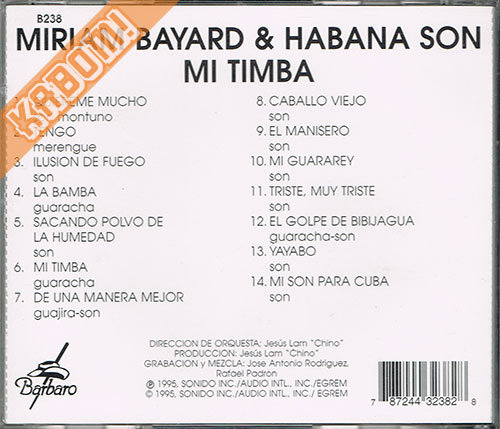 B238
MIRIAM BAYARD & HABANA SON
MI TIMBA
KABOOM!
MUCHO
montuno
merengue
3. ILUSION DE FUEGO
son
4. LA BAMBA
guaracha
5. SACANDO POLVO DE
LA HUMEDAD
son
6. MI TIMBA
guaracha
7. DE UNA MANERA MEJOR
guajira-son
8. CABALLO VIEJO
son
9. EL MANISERO
son
10. MI GUARAREY
son
11. TRISTE, MUY TRISTE
son
12. EL GOLPE DE BIBIJAGUA
guaracha-son
13. YAYABO
son
14. MI SON PARA CUBA
son
DIRECCION DE ORQUESTA: Jesús Lam "Chino"
PRODUCCION: Jesús Lam "Chino"
GRABACION y MEZCLA: Jose Antonio Rodriguez,
Rafael Padron
℗ 1995, SONIDO INC./AUDIO INTL., INC./EGREM
© 1995, SONIDO INC./AUDIO INTL., INC./EGREM
Bárbaro
7 87244 32382 8